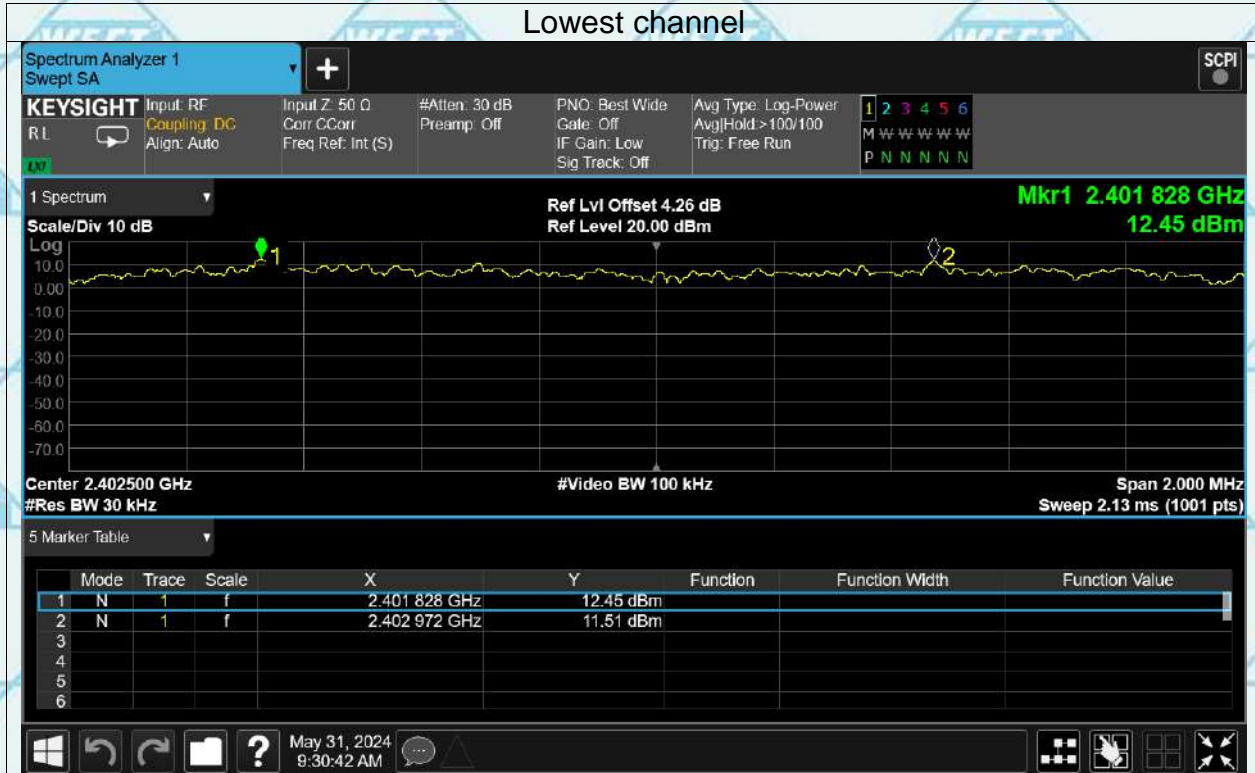 Lowest channel
Spectrum Analyzer 1
Swept SA
SCPI
KEYSIGHT
RL
LXI
Input: RF
Coupling: DC
Align: Auto
Input Z: 50 Ω
Corr CCorr
Freq Ref: Int (S)
#Atten: 30 dB
Preamp: Off
PNO: Best Wide
Gate: Off
IF Gain: Low
Sig Track: Off
Avg Type: Log-Power
Avg|Hold:>100/100
Trig: Free Run
1 2 3 4 5 6
M W W W W W
P N N N N N
1 Spectrum
Scale/Div 10 dB
Ref Lvl Offset 4.26 dB
Ref Level 20.00 dBm
Mkr1 2.401 828 GHz
12.45 dBm
Log
10.0
0.00
-10.0
-20.0
-30.0
-40.0
-50.0
-60.0
-70.0
1
2
Center 2.402500 GHz
#Res BW 30 kHz
#Video BW 100 kHz
Span 2.000 MHz
Sweep 2.13 ms (1001 pts)
5 Marker Table
Mode Trace Scale X Y Function Function Width Function Value
1 N 1 f 2.401 828 GHz 12.45 dBm
2 N 1 f 2.402 972 GHz 11.51 dBm
3
4
5
6
?
May 31, 2024
9:30:42 AM